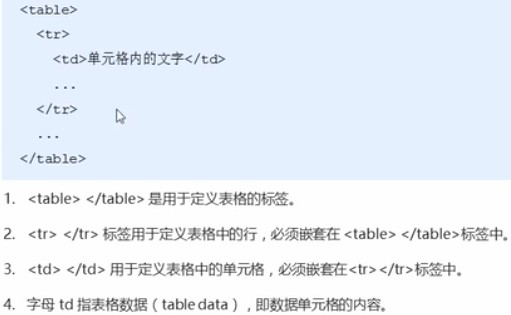 <table>
<tr>
<td>单元格内的文字</td>
...
</tr>
...
</table>
1. <table> </table> 是用于定义表格的标签。
2. <tr> </tr> 标签用于定义表格中的行，必须嵌套在 <table> </table>标签中。
3. <td> </td> 用于定义表格中的单元格，必须嵌套在<tr></tr>标签中。
4. 字母 td 指表格数据（table data），即数据单元格的内容。